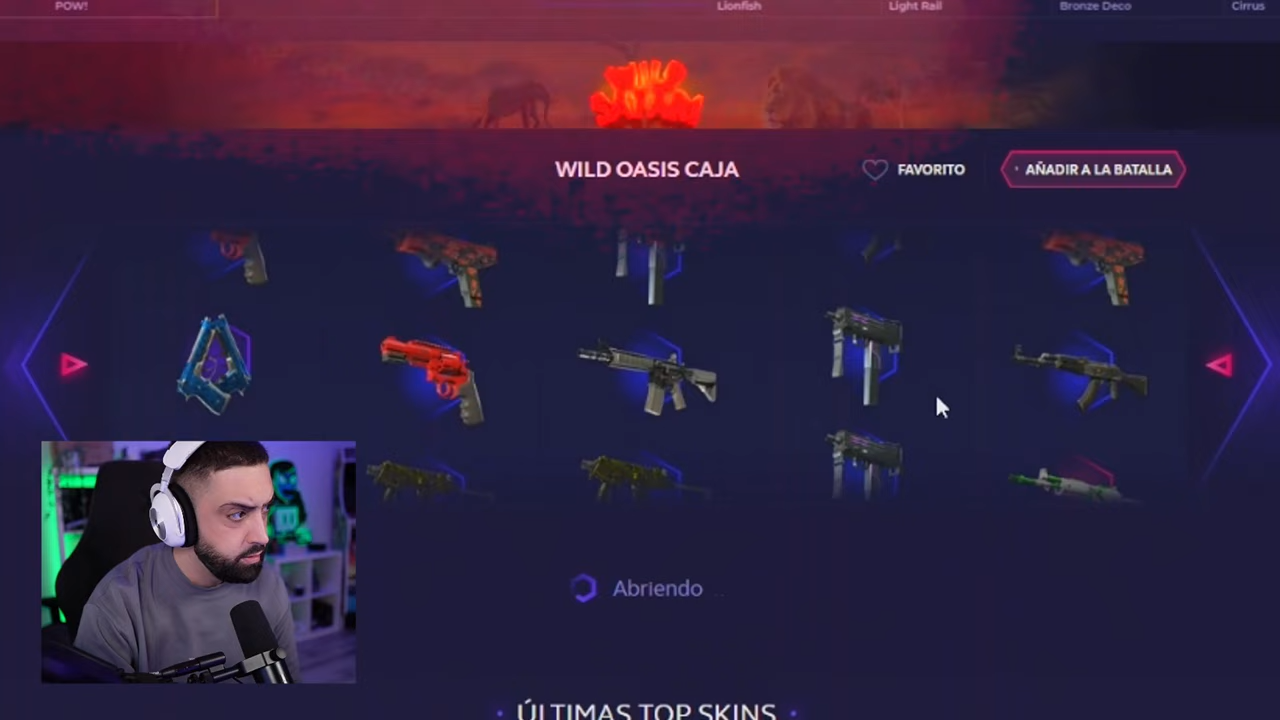 POW!
Lionfish
Light Rail
Bronze Deco
Cirrus
WILD OASIS CAJA
FAVORITO
AÑADIR A LA BATALLA
Abriendo ..
ÚLTIMAS TOP SKINS